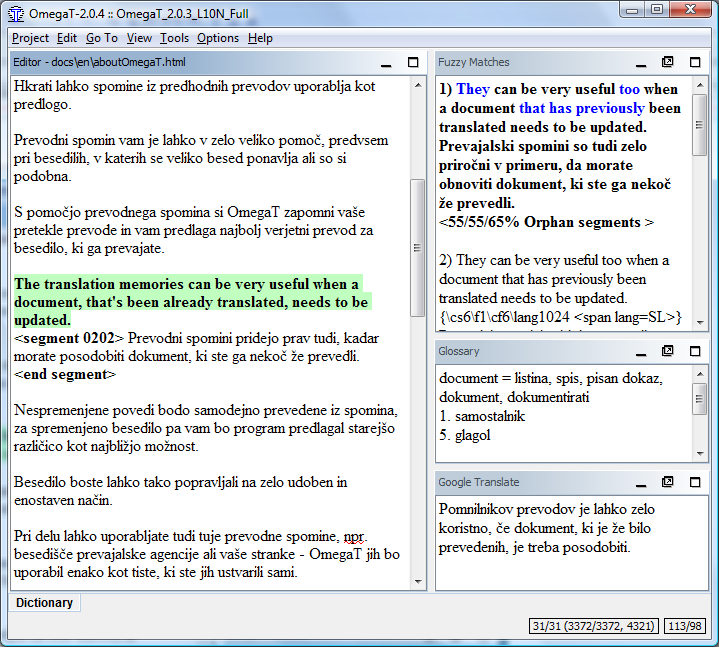 OmegaT-2.0.4 :: OmegaT_2.0.3_L10N_Full
Project Edit Go To View Tools Options Help
Editor - docs\en\aboutOmegaT.html
Hkrati lahko spomine iz predhodnih prevodov uporablja kot
predlogo.
Prevodni spomin vam je lahko v zelo veliko pomoč, predvsem
pri besedilih, v katerih se veliko besed ponavlja ali so si
podobna.
S pomočjo prevodnega spomina si OmegaT zapomni vaše
pretekle prevode in vam predlaga najbolj verjetni prevod za
besedilo, ki ga prevajate.
The translation memories can be very useful when a
document, that's been already translated, needs to be
updated.
<segment 0202> Prevodni spomini pridejo prav tudi, kadar
morate posodobiti dokument, ki ste ga nekoč že prevedli.
<end segment>
Nespremenjene povedi bodo samodejno prevedene iz spomina,
za spremenjeno besedilo pa vam bo program predlagal starejšo
različico kot najbližjo možnost.
Besedilo boste lahko tako popravljali na zelo udoben in
enostaven način.
Pri delu lahko uporabljate tudi tuje prevodne spomine, npr.
besedišče prevajalske agencije ali vaše stranke - OmegaT jih bo
uporabil enako kot tiste, ki ste jih ustvarili sami.
Fuzzy Matches
1) They can be very useful too when
a document that has previously been
translated needs to be updated.
Prevajalski spomini so tudi zelo
priročni v primeru, da morate
obnoviti dokument, ki ste ga nekoč
že prevedli.
<55/55/65% Orphan segments >
2) They can be very useful too when a
document that has previously been
translated needs to be updated.
{\cs6\f1\cf6\lang1024 <span lang=SL>}
Glossary
document = listina, spis, pisan dokaz,
dokument, dokumentirati
1. samostalnik
5. glagol
Google Translate
Pomnilnikov prevodov je lahko zelo
koristno, če dokument, ki je že bilo
prevedenih, je treba posodobiti.
Dictionary
31/31 (3372/3372, 4321) 113/98